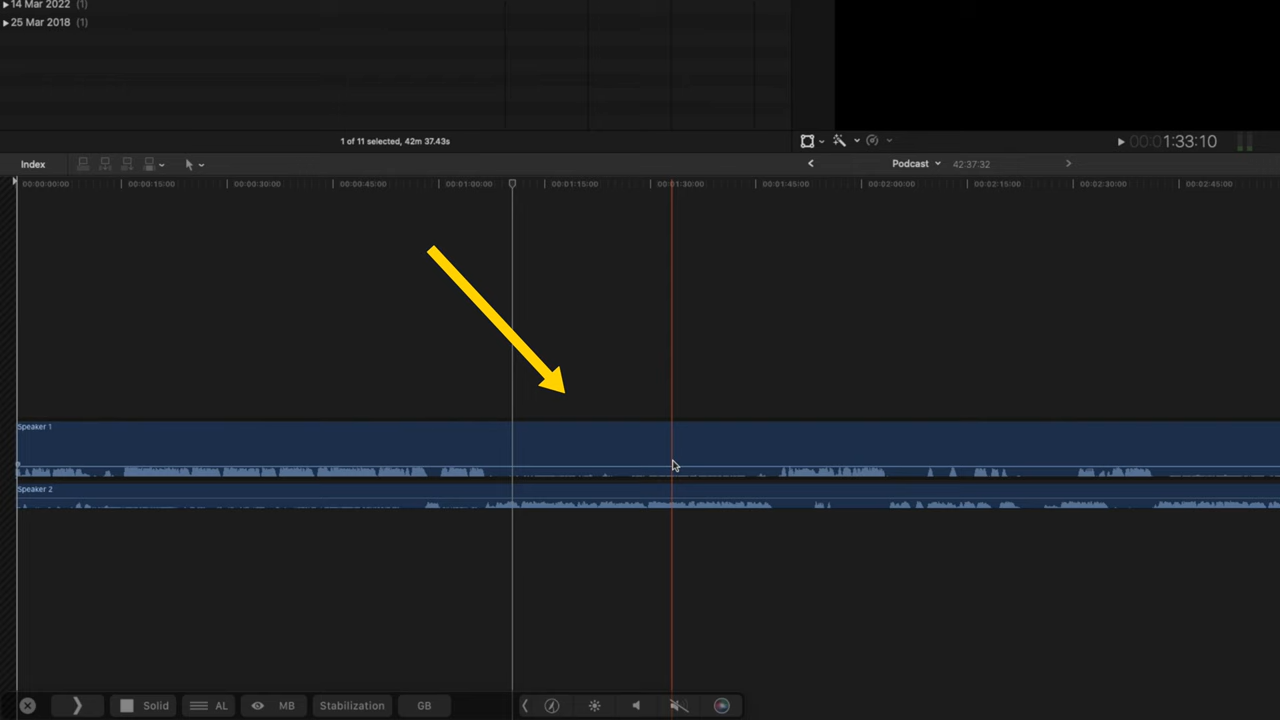 14 Mar 2022 (1)
25 Mar 2018 (1)
1 of 11 selected, 42m 37.43s
00:01:33:10
Index
Podcast
42:37:32
00:00:00:00 00:00:15:00 00:00:30:00 00:00:45:00 00:01:00:00 00:01:15:00 00:01:30:00 00:01:45:00 00:02:00:00 00:02:15:00 00:02:30:00 00:02:45:00
Speaker 1
Speaker 2
Solid AL MB Stabilization GB